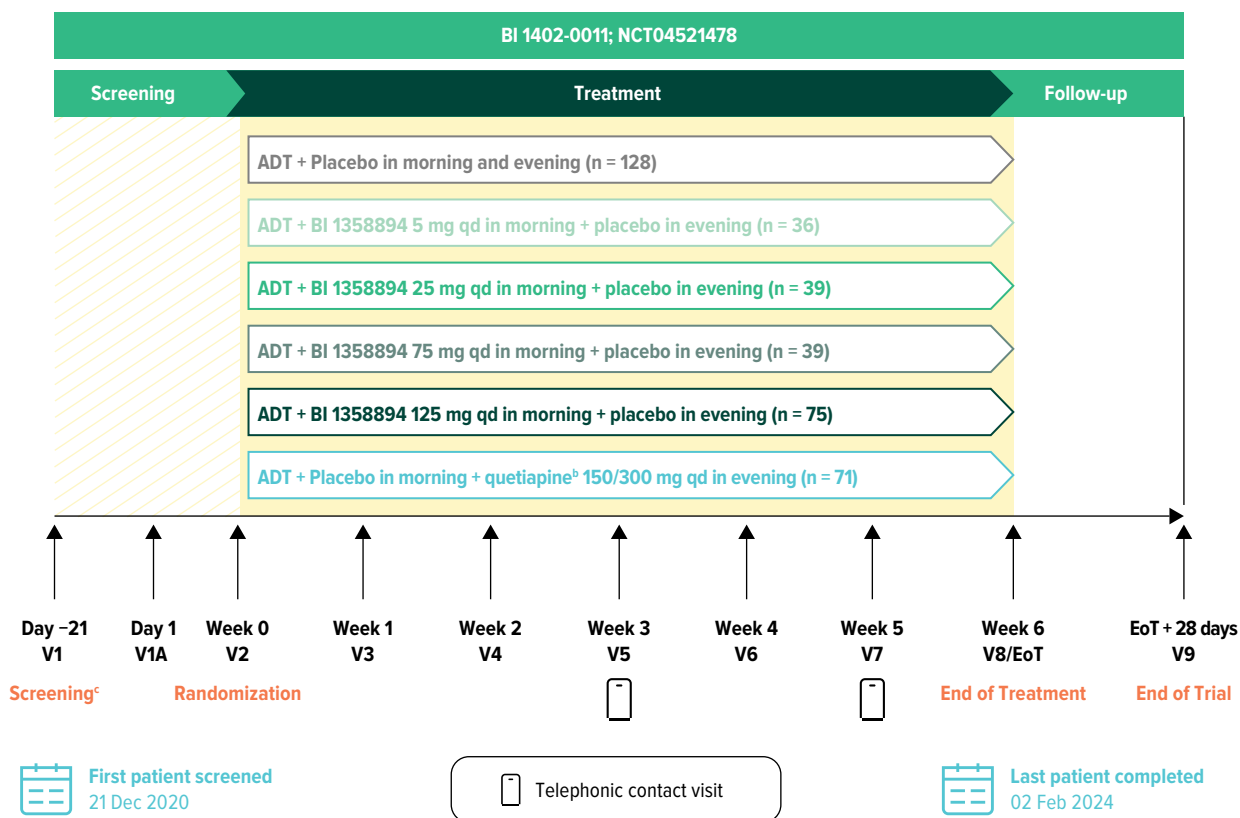 BI 1402-0011; NCT04521478
Screening
Treatment
Follow-up
ADT + Placebo in morning and evening (n = 128)
ADT + BI 1358894 5 mg qd in morning + placebo in evening (n = 36)
ADT + BI 1358894 25 mg qd in morning + placebo in evening (n = 39)
ADT + BI 1358894 75 mg qd in morning + placebo in evening (n = 39)
ADT + BI 1358894 125 mg qd in morning + placebo in evening (n = 75)
ADT + Placebo in morning + quetiapineᵇ 150/300 mg qd in evening (n = 71)
Day −21
V1
Screeningᶜ
Day 1
V1A
Week 0
V2
Randomization
Week 1
V3
Week 2
V4
Week 3
V5
Week 4
V6
Week 5
V7
Week 6
V8/EoT
End of Treatment
EoT + 28 days
V9
End of Trial
First patient screened
21 Dec 2020
Telephonic contact visit
Last patient completed
02 Feb 2024